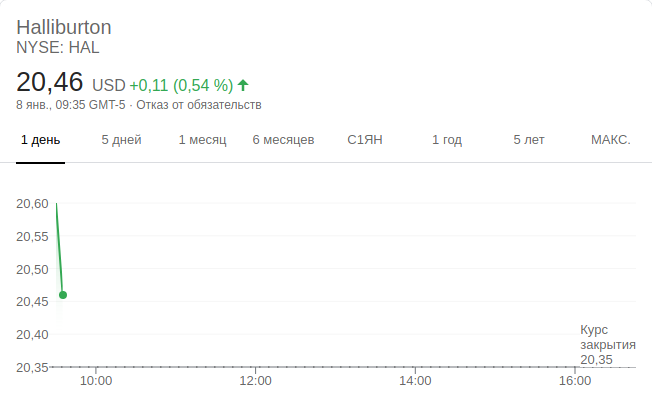 Halliburton
NYSE: HAL
20,46 USD +0,11 (0,54 %)
8 янв., 09:35 GMT-5 · Отказ от обязательств
1 день 5 дней 1 месяц 6 месяцев С1ЯН 1 год 5 лет МАКС.
20,60
20,55
20,50
20,45
20,40
20,35
Курс
закрытия
20,35
10:00 12:00 14:00 16:00